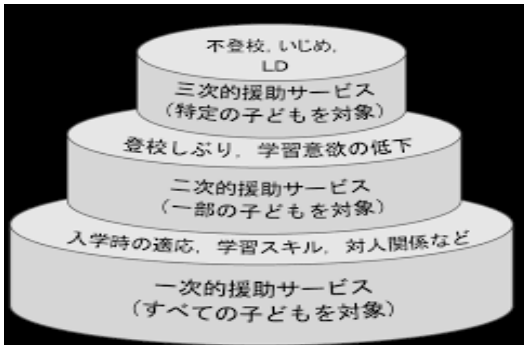 不登校，いじめ，
LD
三次的援助サービス
（特定の子どもを対象）
登校しぶり，学習意欲の低下
二次的援助サービス
（一部の子どもを対象）
入学時の適応，学習スキル，対人関係など
一次的援助サービス
（すべての子どもを対象）